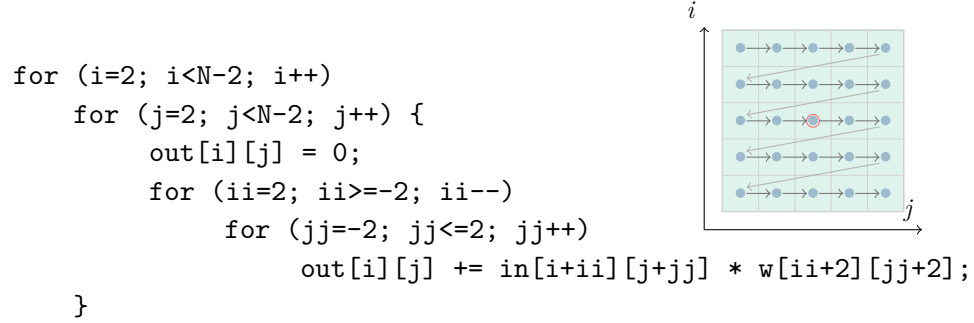 i
for (i=2; i<N-2; i++)
    for (j=2; j<N-2; j++) {
        out[i][j] = 0;
        for (ii=2; ii>=-2; ii--)
            for (jj=-2; jj<=2; jj++)
                out[i][j] += in[i+ii][j+jj] * w[ii+2][jj+2];
    }
j